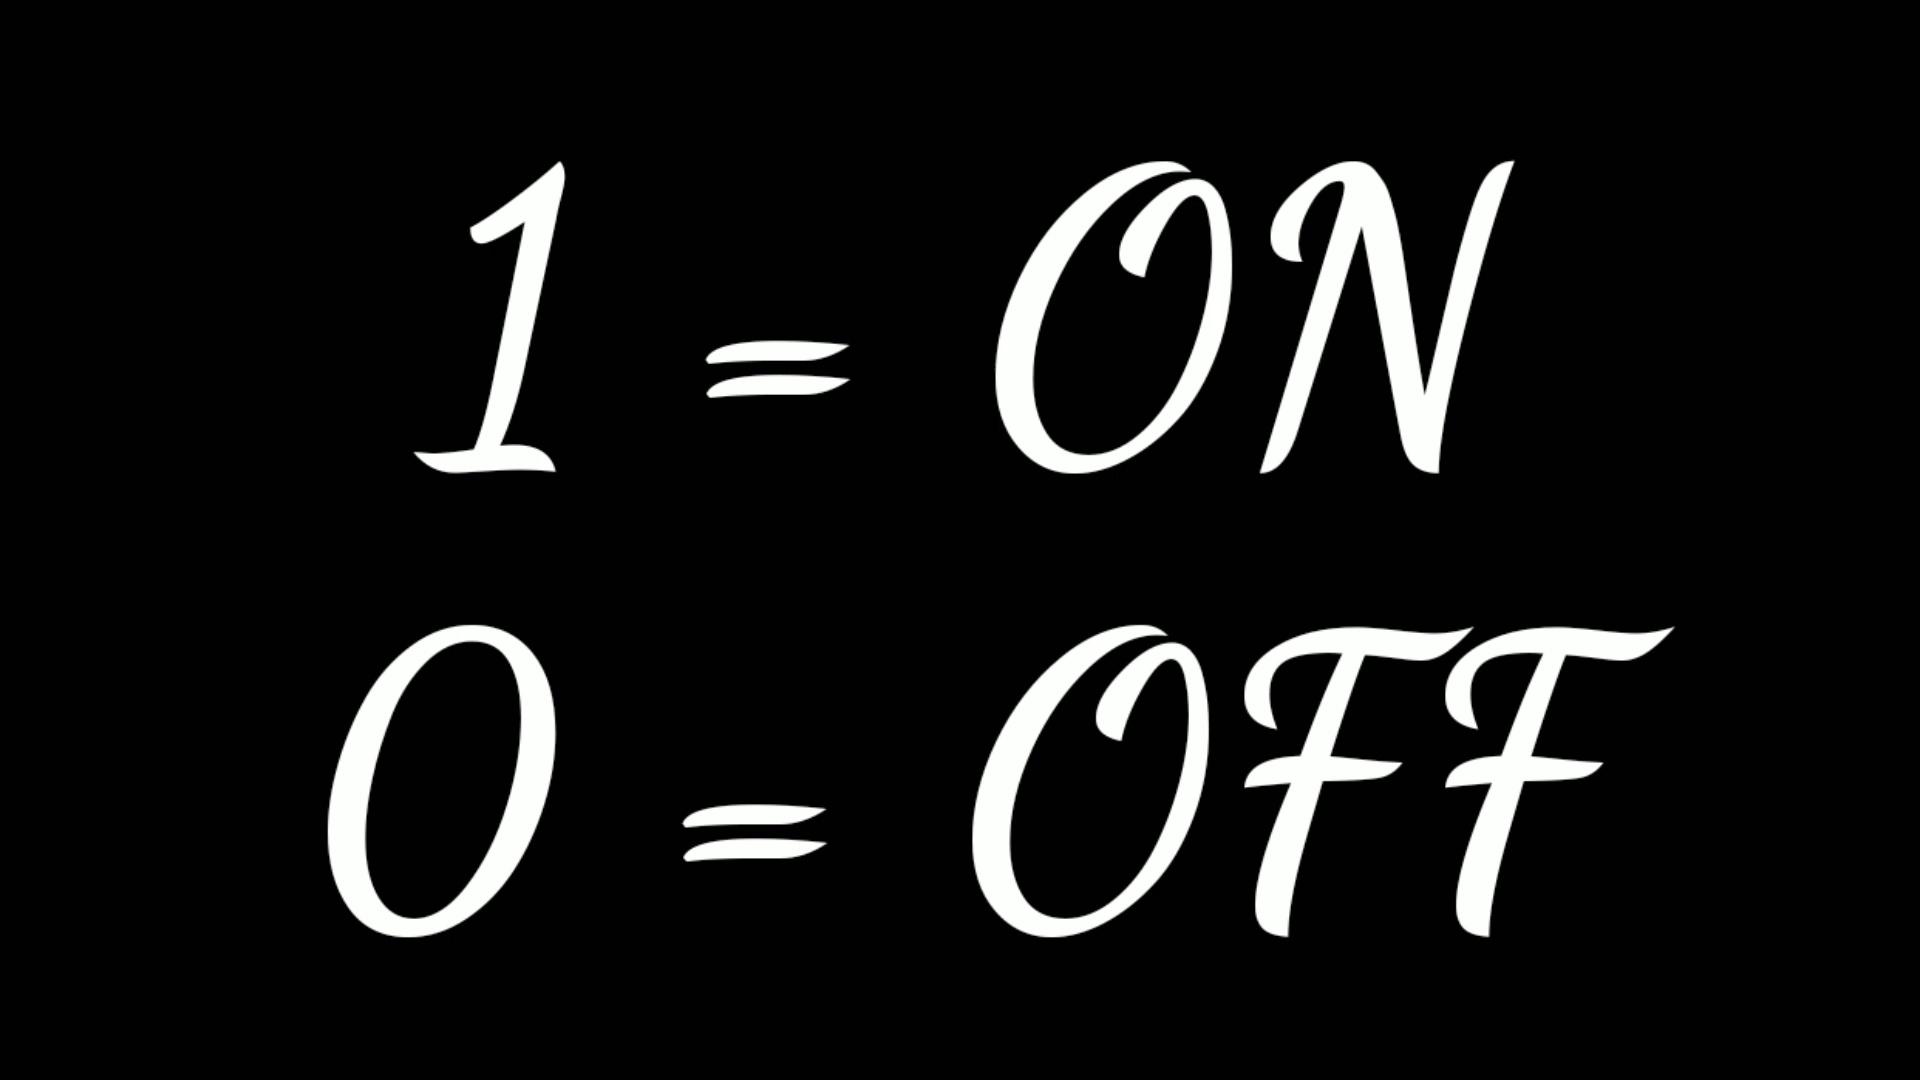 1 = ON
0 = OFF